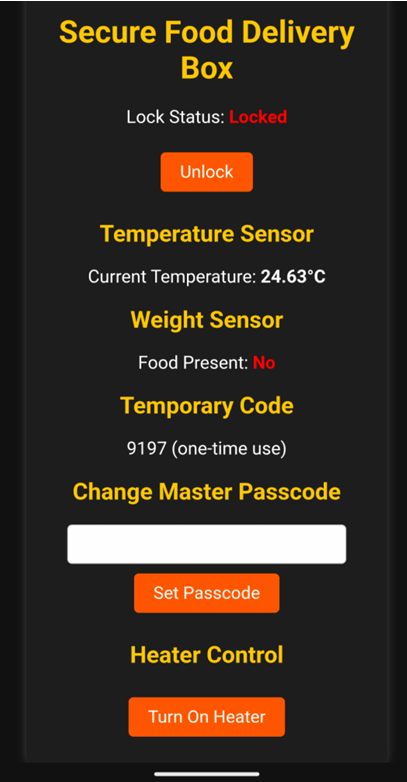 Secure Food Delivery
Box
Lock Status: Locked
Unlock
Temperature Sensor
Current Temperature: 24.63°C
Weight Sensor
Food Present: No
Temporary Code
9197 (one-time use)
Change Master Passcode
Set Passcode
Heater Control
Turn On Heater